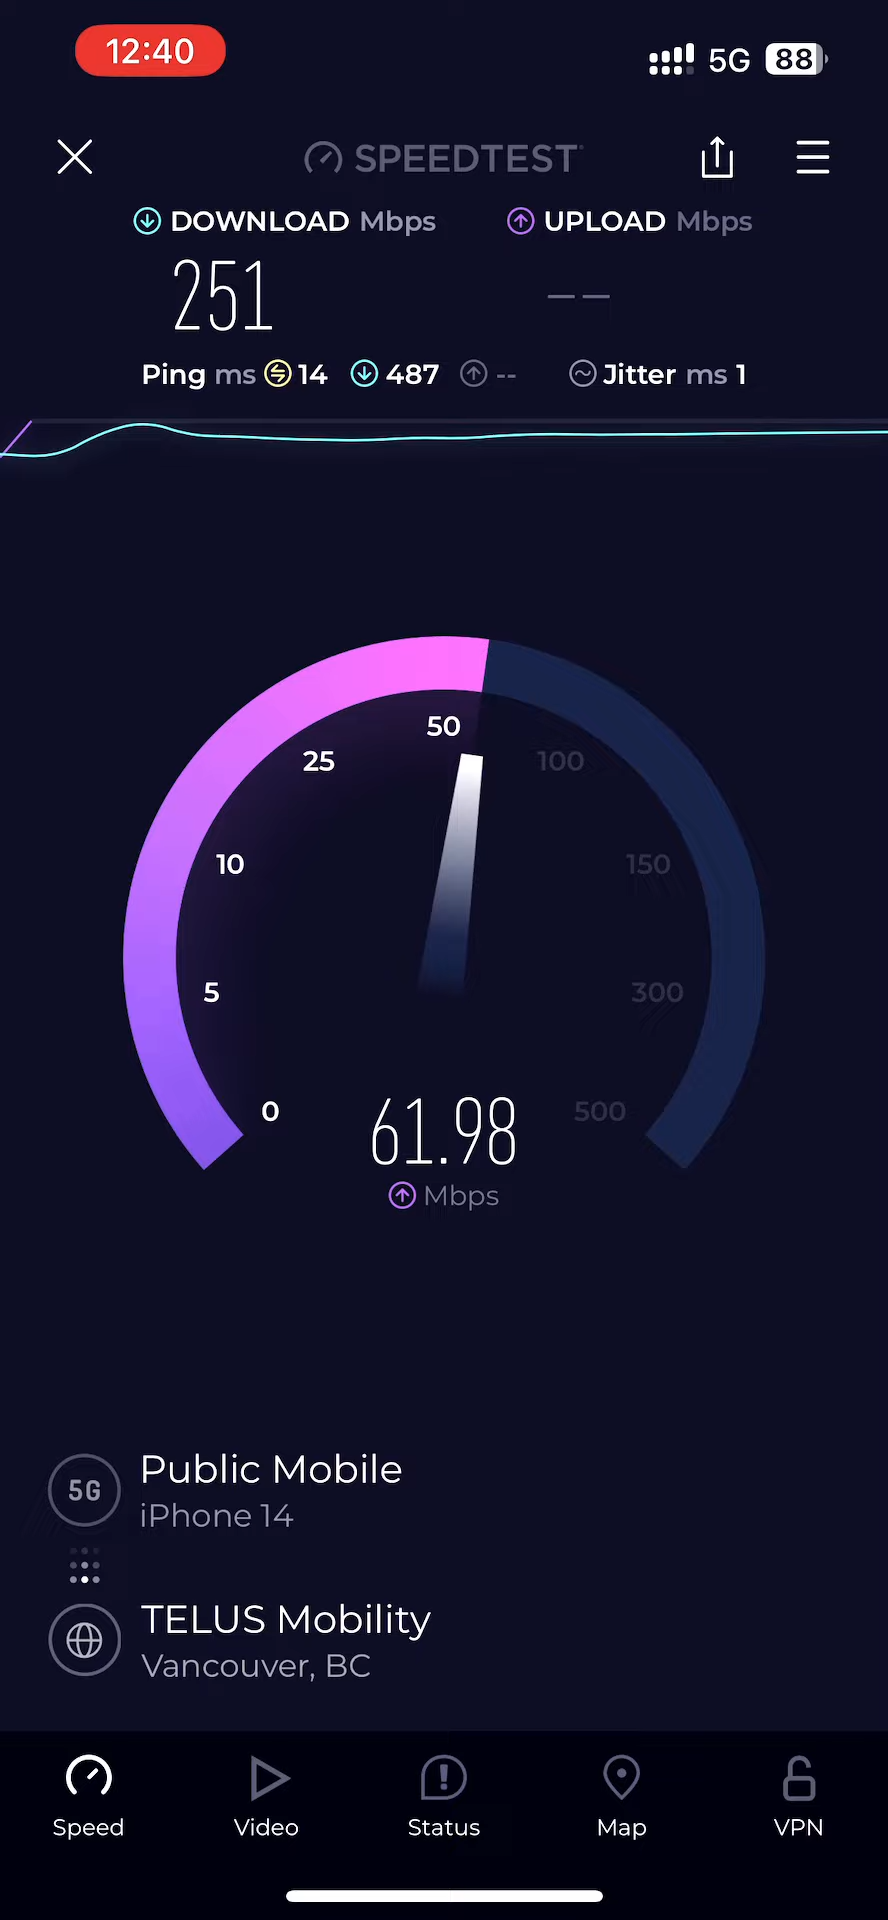 12:40 5G 88
SPEEDTEST
DOWNLOAD Mbps UPLOAD Mbps
251 — —
Ping ms 14 487 -- Jitter ms 1
50
25 100
10 150
5 300
0 500
61.98
Mbps
5G Public Mobile
iPhone 14
TELUS Mobility
Vancouver, BC
Speed Video Status Map VPN